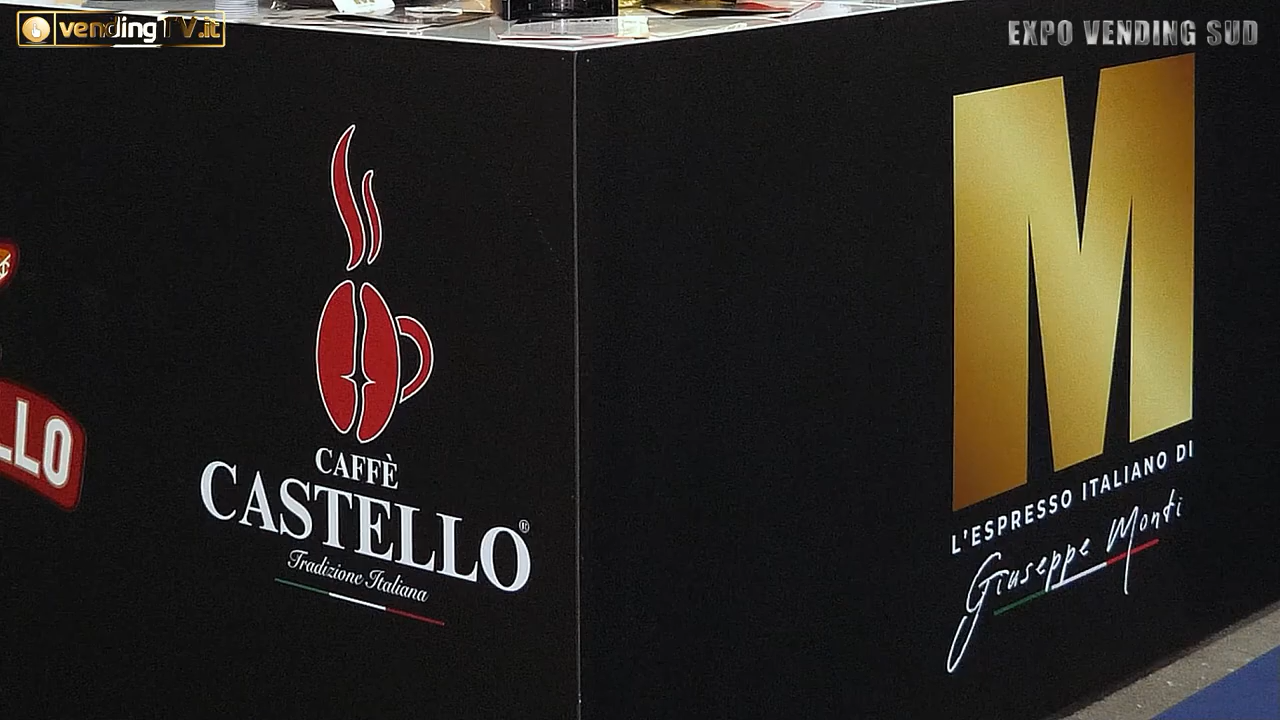 vendingTV.it
EXPO VENDING SUD
LLO
CAFFÈ
CASTELLO®
Tradizione Italiana
M
L'ESPRESSO ITALIANO DI
Giuseppe Monti